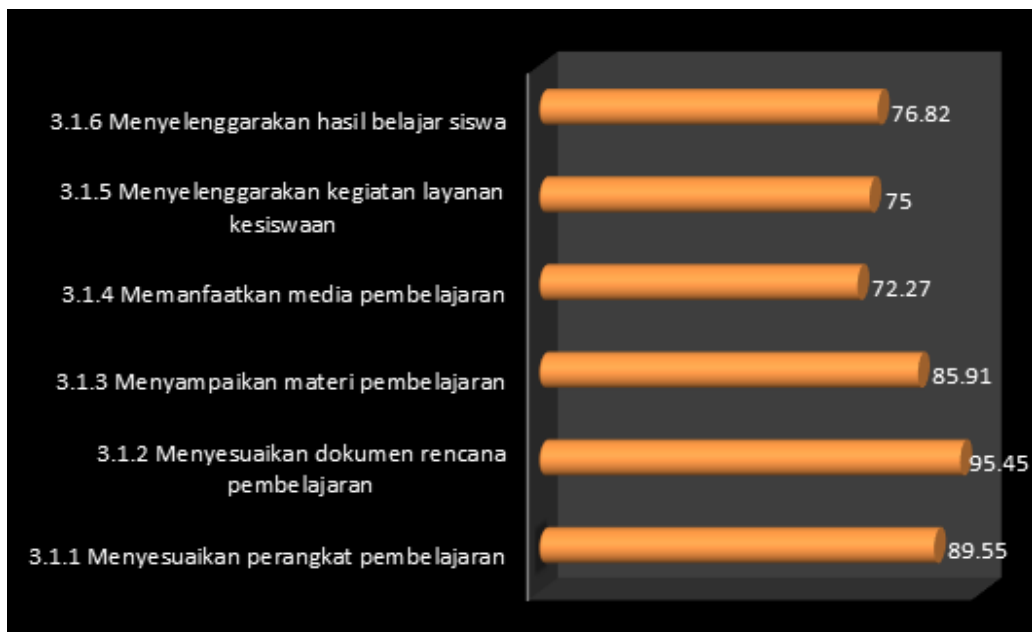 3.1.6 Menyelenggarakan hasil belajar siswa
76.82
3.1.5 Menyelenggarakan kegiatan layanan
kesiswaan
75
3.1.4 Memanfaatkan media pembelajaran
72.27
3.1.3 Menyampaikan materi pembelajaran
85.91
3.1.2 Menyesuaikan dokumen rencana
pembelajaran
95.45
3.1.1 Menyesuaikan perangkat pembelajaran
89.55